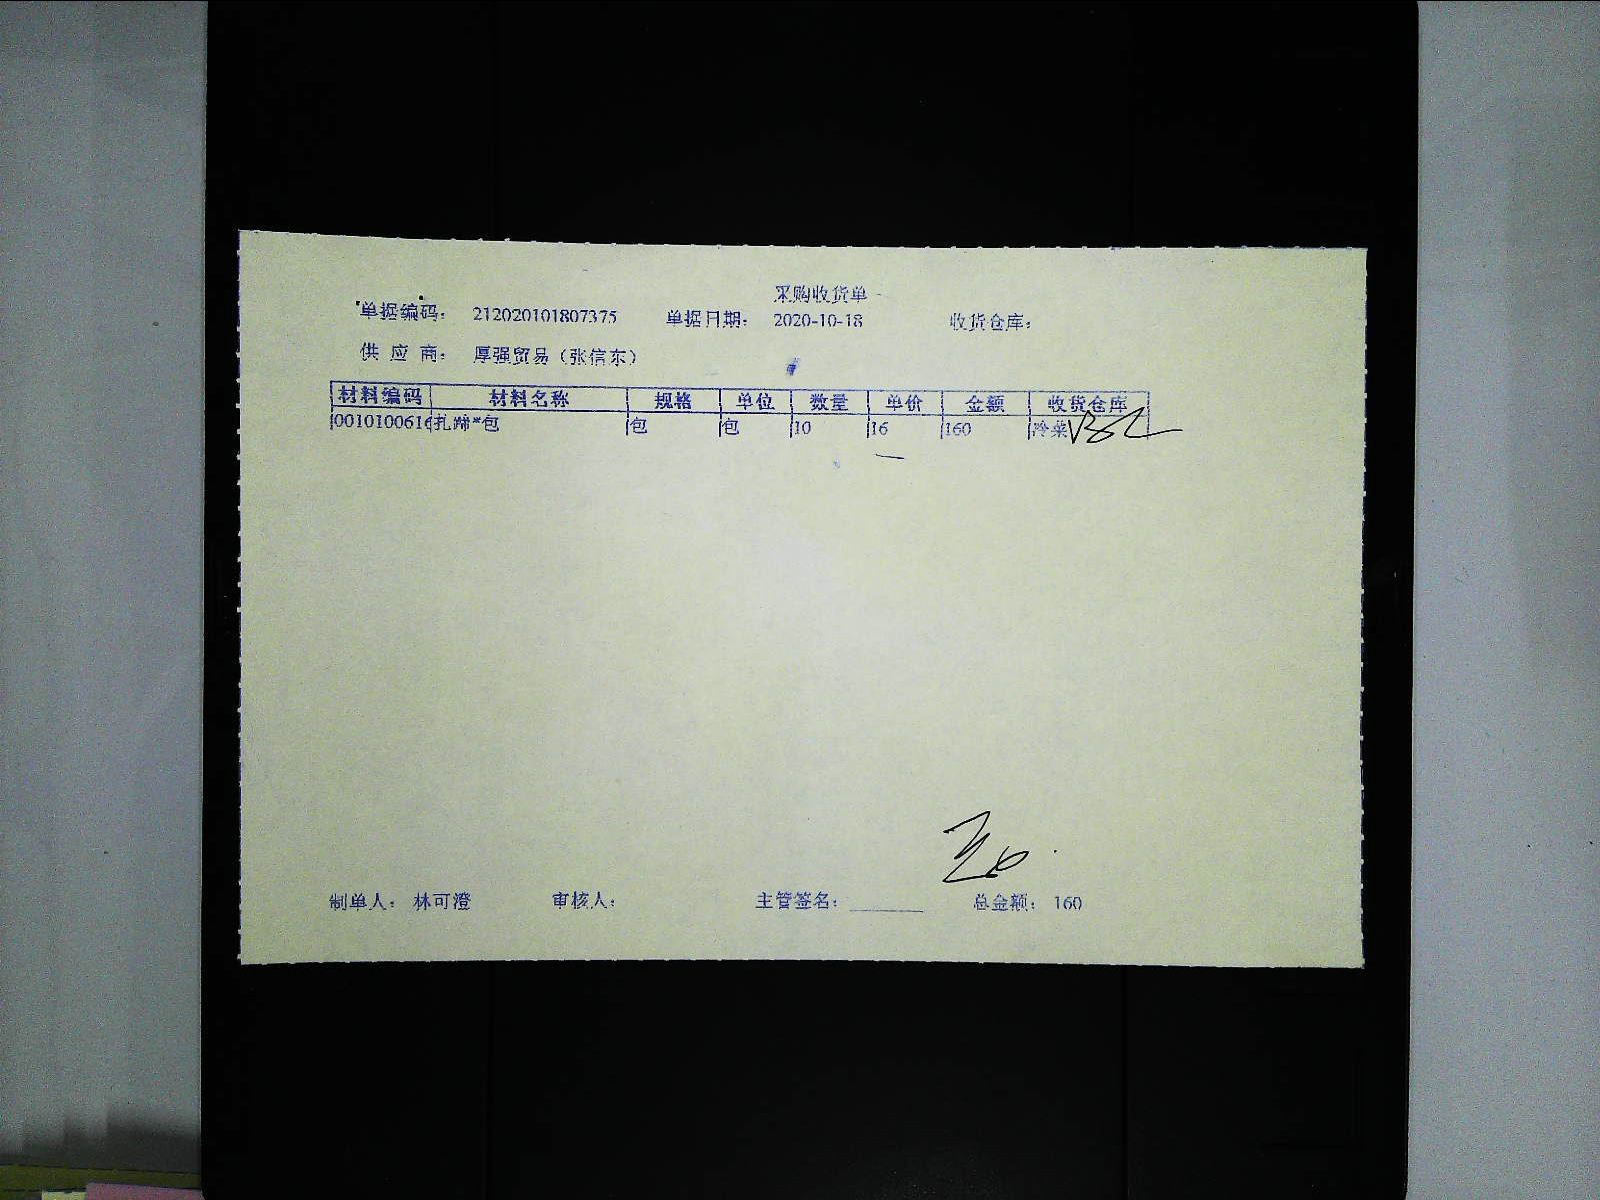 采购收货单
单据编码： 212020101807375 单据日期： 2020-10-18 收货仓库：
供应商： 厚强贸易（张信东）
材料编码 材料名称 规格 单位 数量 单价 金额 收货仓库
0010100616 扎蹄*包 包 包 10 16 160 冷菜
制单人： 林可澄 审核人： 主管签名： 总金额： 160